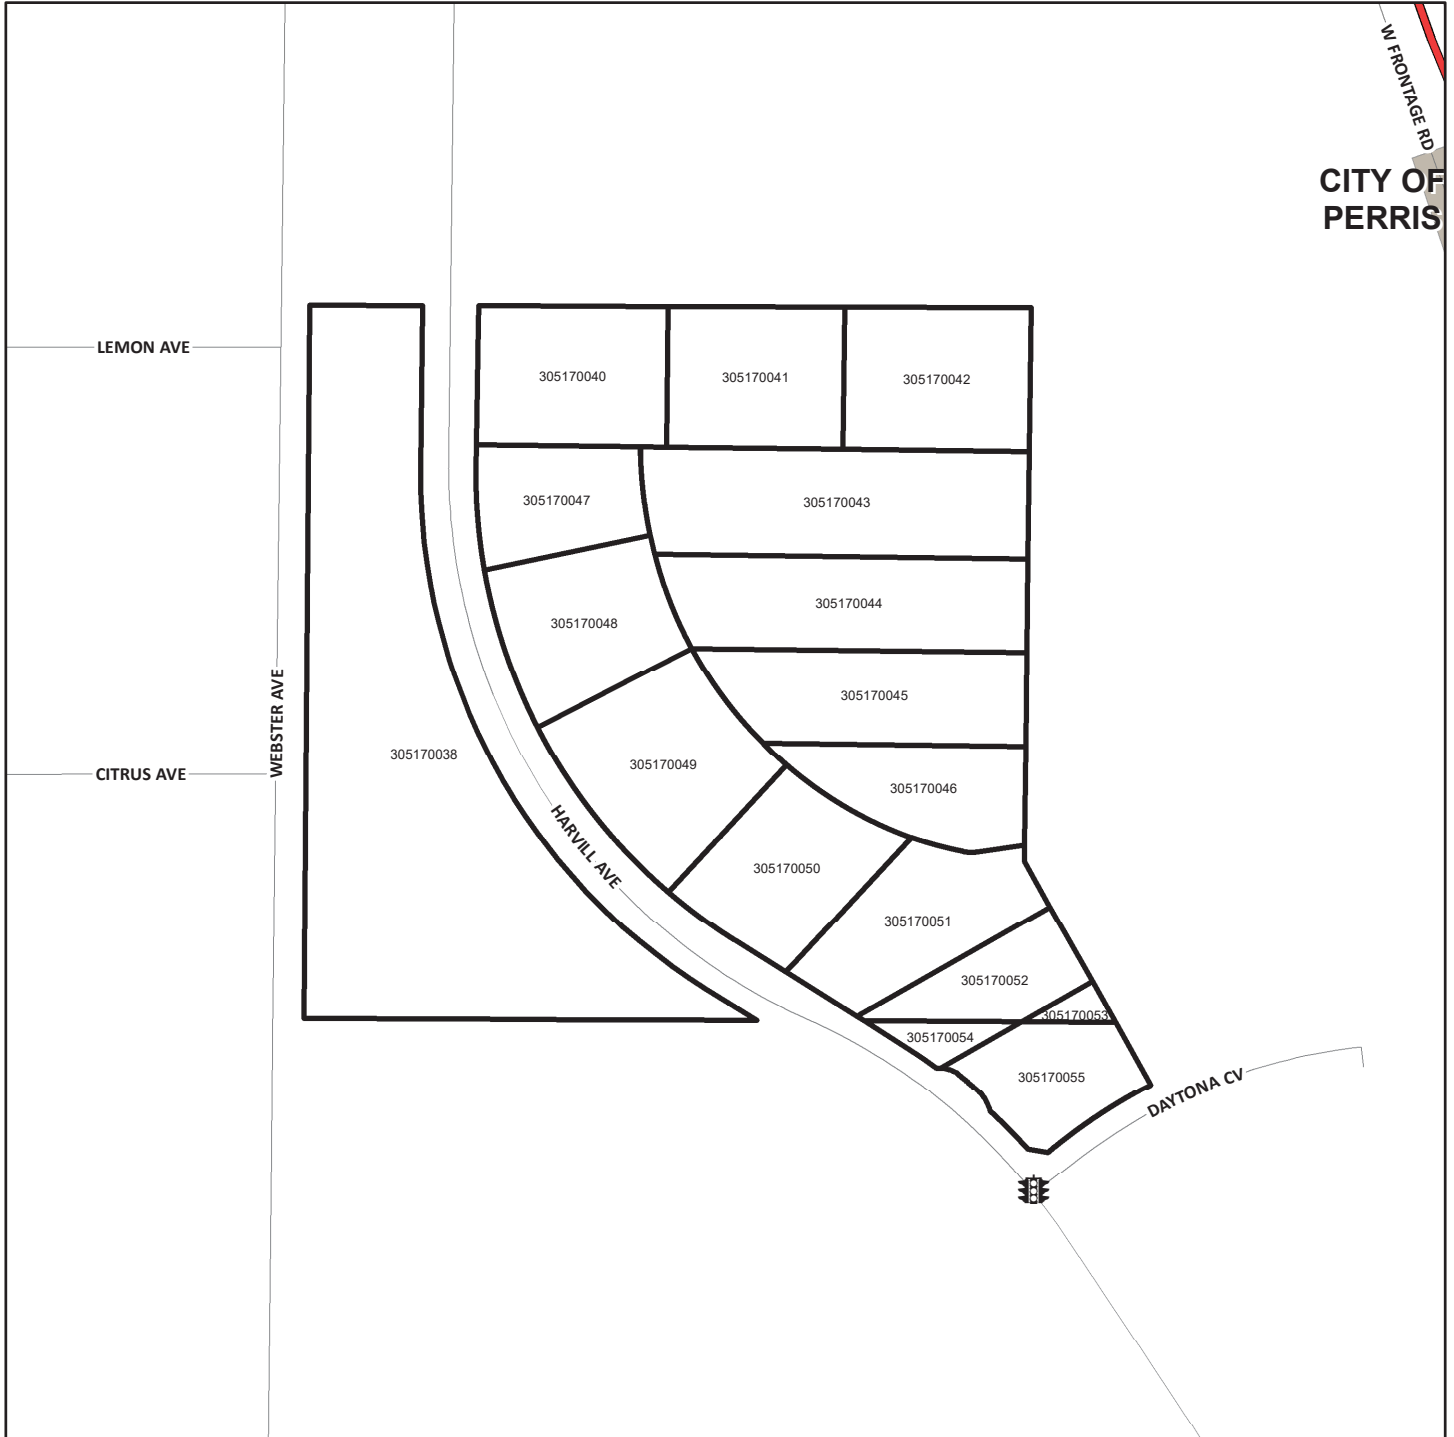 W FRONTAGE RD
CITY OF
PERRIS
LEMON AVE
305170040
305170041
305170042
305170047
305170043
305170044
305170048
305170045
WEBSTER AVE
305170038
305170049
CITRUS AVE
305170046
HARVILL AVE
305170050
305170051
305170052
305170053
305170054
305170055
DAYTONA CV